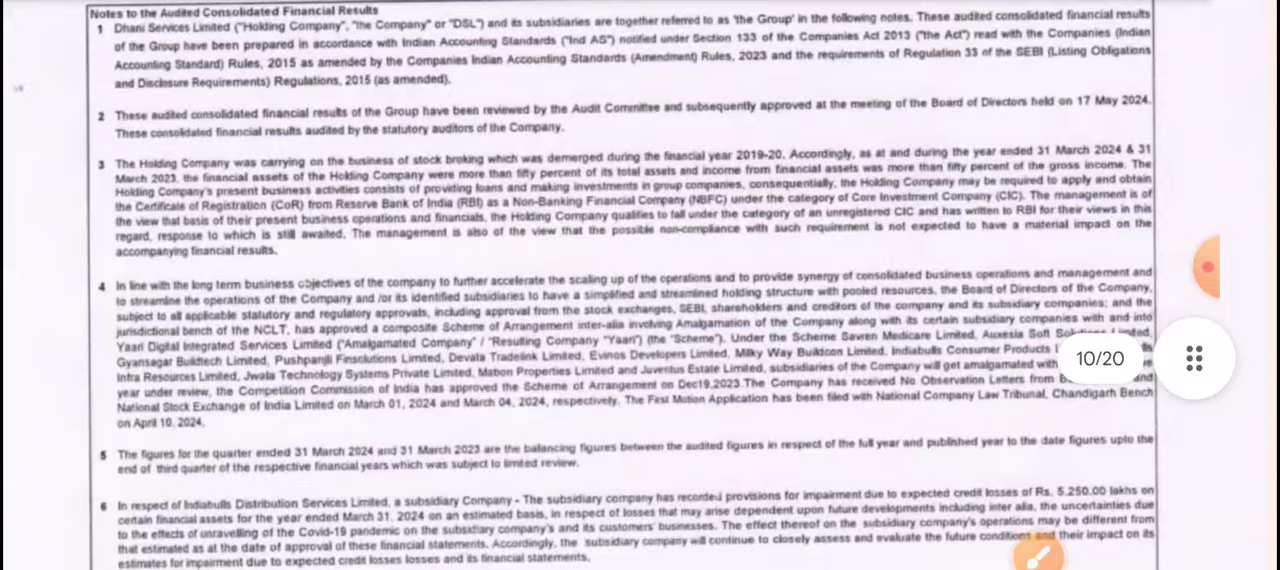 Notes to the Audited Consolidated Financial Results
1 Dhani Services Limited ("Holding Company", "the Company" or "DSL") and its subsidiaries are together referred to as 'the Group' in the following notes. These audited consolidated financial results
of the Group have been prepared in accordance with Indian Accounting Standards ("Ind AS") notified under Section 133 of the Companies Act 2013 ("the Act") read with the Companies (Indian
Accounting Standard) Rules, 2015 as amended by the Companies Indian Accounting Standards (Amendment) Rules, 2023 and the requirements of Regulation 33 of the SEBI (Listing Obligations
and Disclosure Requirements) Regulations, 2015 (as amended).
2 These audited consolidated financial results of the Group have been reviewed by the Audit Committee and subsequently approved at the meeting of the Board of Directors held on 17 May 2024.
These consolidated financial results audited by the statutory auditors of the Company.
3 The Holding Company was carrying on the business of stock broking which was demerged during the financial year 2019-20. Accordingly, as at and during the year ended 31 March 2024 & 31
March 2023, the financial assets of the Holding Company were more than fifty percent of its total assets and income from financial assets was more than fifty percent of the gross income. The
Holding Company's present business activities consists of providing loans and making investments in group companies, consequentially, the Holding Company may be required to apply and obtain
the Certificate of Registration (CoR) from Reserve Bank of India (RBI) as a Non-Banking Financial Company (NBFC) under the category of Core Investment Company (CIC). The management is of
the view that basis of their present business operations and financials, the Holding Company qualifies to fall under the category of an unregistered CIC and has written to RBI for their views in this
regard, response to which is still awaited. The management is also of the view that the possible non-compliance with such requirement is not expected to have a material impact on the
accompanying financial results.
4 In line with the long term business objectives of the company to further accelerate the scaling up of the operations and to provide synergy of consolidated business operations and management and
to streamline the operations of the Company and /or its identified subsidiaries to have a simplified and streamlined holding structure with pooled resources, the Board of Directors of the Company,
subject to all applicable statutory and regulatory approvals, including approval from the stock exchanges, SEBI, shareholders and creditors of the company and its subsidiary companies; and the
jurisdictional bench of the NCLT, has approved a composite Scheme of Arrangement inter-alia involving Amalgamation of the Company along with its certain subsidiary companies with and into
Yaari Digital Integrated Services Limited ("Amalgamated Company" / "Resulting Company "Yaari") (the "Scheme"). Under the Scheme Savren Medicare Limited, Auxesia Soft Solutions Limited,
Gyansagar Buildtech Limited, Pushpanjli Finsolutions Limited, Devata Tradelink Limited, Evinos Developers Limited, Milky Way Buildcon Limited, Indiabulls Consumer Products
Infra Resources Limited, Jwala Technology Systems Private Limited, Mabon Properties Limited and Juventus Estate Limited, subsidiaries of the Company will get amalgamated with
year under review, the Competition Commission of India has approved the Scheme of Arrangement on Dec19,2023.The Company has received No Observation Letters from and
National Stock Exchange of India Limited on March 01, 2024 and March 04, 2024, respectively. The First Motion Application has been filed with National Company Law Tribunal, Chandigarh Bench
on April 10, 2024.
5 The figures for the quarter ended 31 March 2024 and 31 March 2023 are the balancing figures between the audited figures in respect of the full year and published year to the date figures upto the
end of third quarter of the respective financial years which was subject to limited review.
6 In respect of Indiabulls Distribution Services Limited, a subsidiary Company - The subsidiary company has recorded provisions for impairment due to expected credit losses of Rs. 5,250.00 lakhs on
certain financial assets for the year ended March 31, 2024 on an estimated basis, in respect of losses that may arise dependent upon future developments including inter alia, the uncertainties due
to the effects of unravelling of the Covid-19 pandemic on the subsidiary company's and its customers' businesses. The effect thereof on the subsidiary company's operations may be different from
that estimated as at the date of approval of these financial statements. Accordingly, the subsidiary company will continue to closely assess and evaluate the future conditions and their impact on its
estimates for impairment due to expected credit losses losses and its financial statements.
10/20